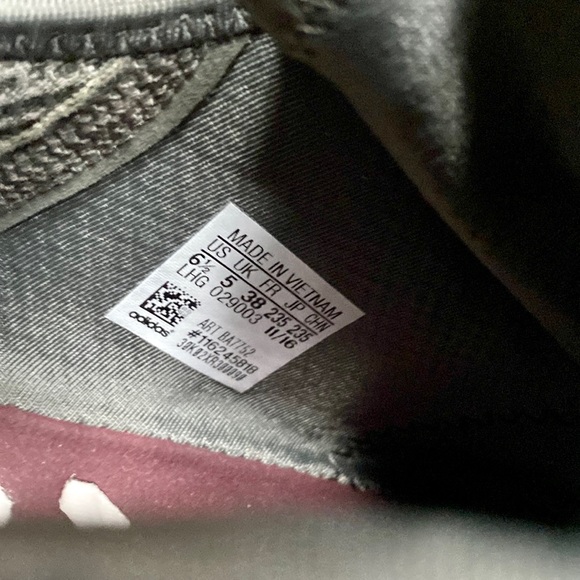 MADE IN VIETNAM
US UK FR JP CHN
6½ 5 38 235 235
LHG 029003 11/16
adidas
ART BA7752
#116245818